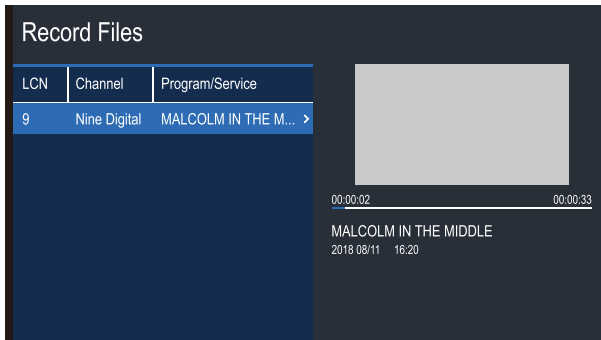 Record Files
LCN Channel Program/Service
9 Nine Digital MALCOLM IN THE M... >
00:00:02 00:00:33
MALCOLM IN THE MIDDLE
2018 08/11 16:20